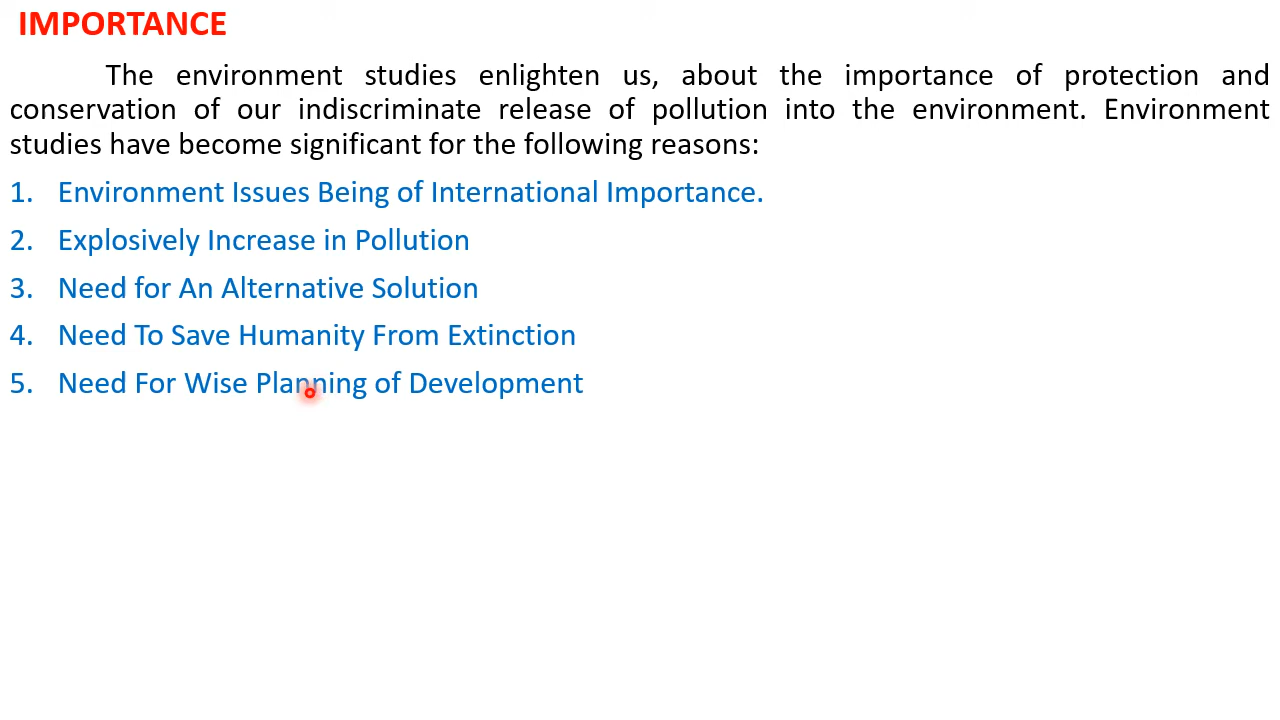 IMPORTANCE
The environment studies enlighten us, about the importance of protection and
conservation of our indiscriminate release of pollution into the environment. Environment
studies have become significant for the following reasons:
1. Environment Issues Being of International Importance.
2. Explosively Increase in Pollution
3. Need for An Alternative Solution
4. Need To Save Humanity From Extinction
5. Need For Wise Planning of Development